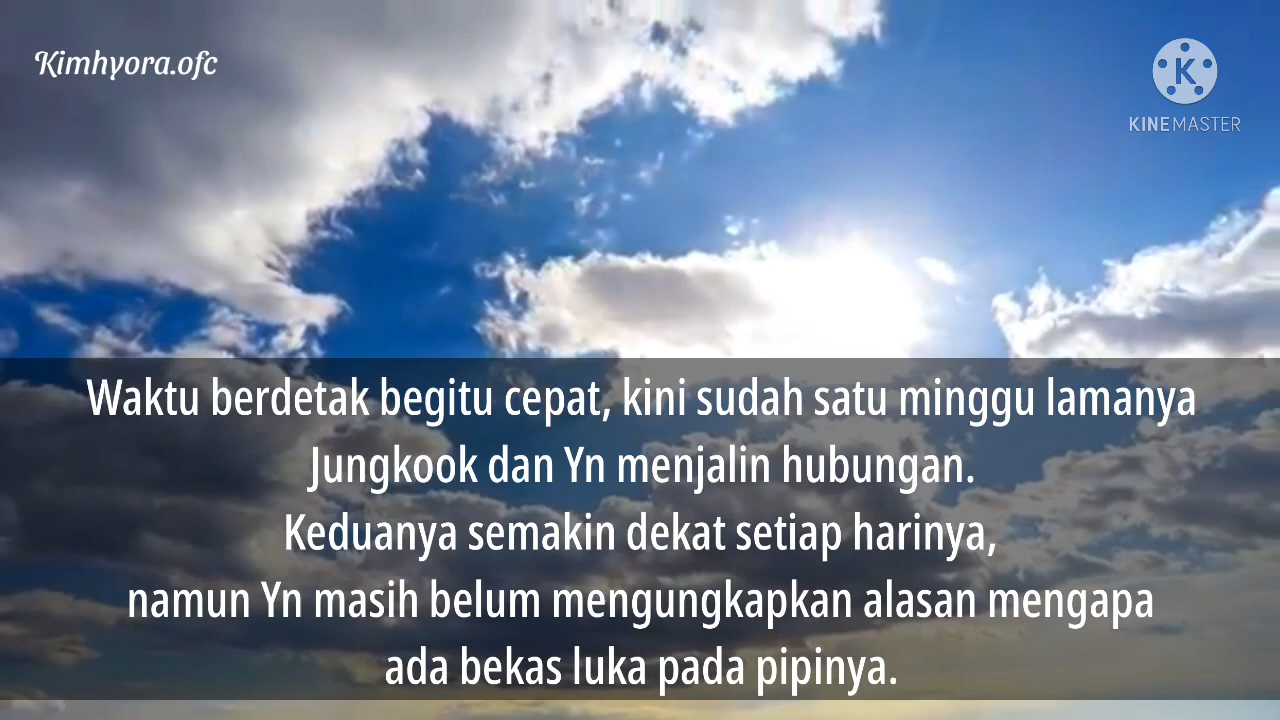 Kimhyora.ofc
K
KINEMASTER
Waktu berdetak begitu cepat, kini sudah satu minggu lamanya
Jungkook dan Yn menjalin hubungan.
Keduanya semakin dekat setiap harinya,
namun Yn masih belum mengungkapkan alasan mengapa
ada bekas luka pada pipinya.